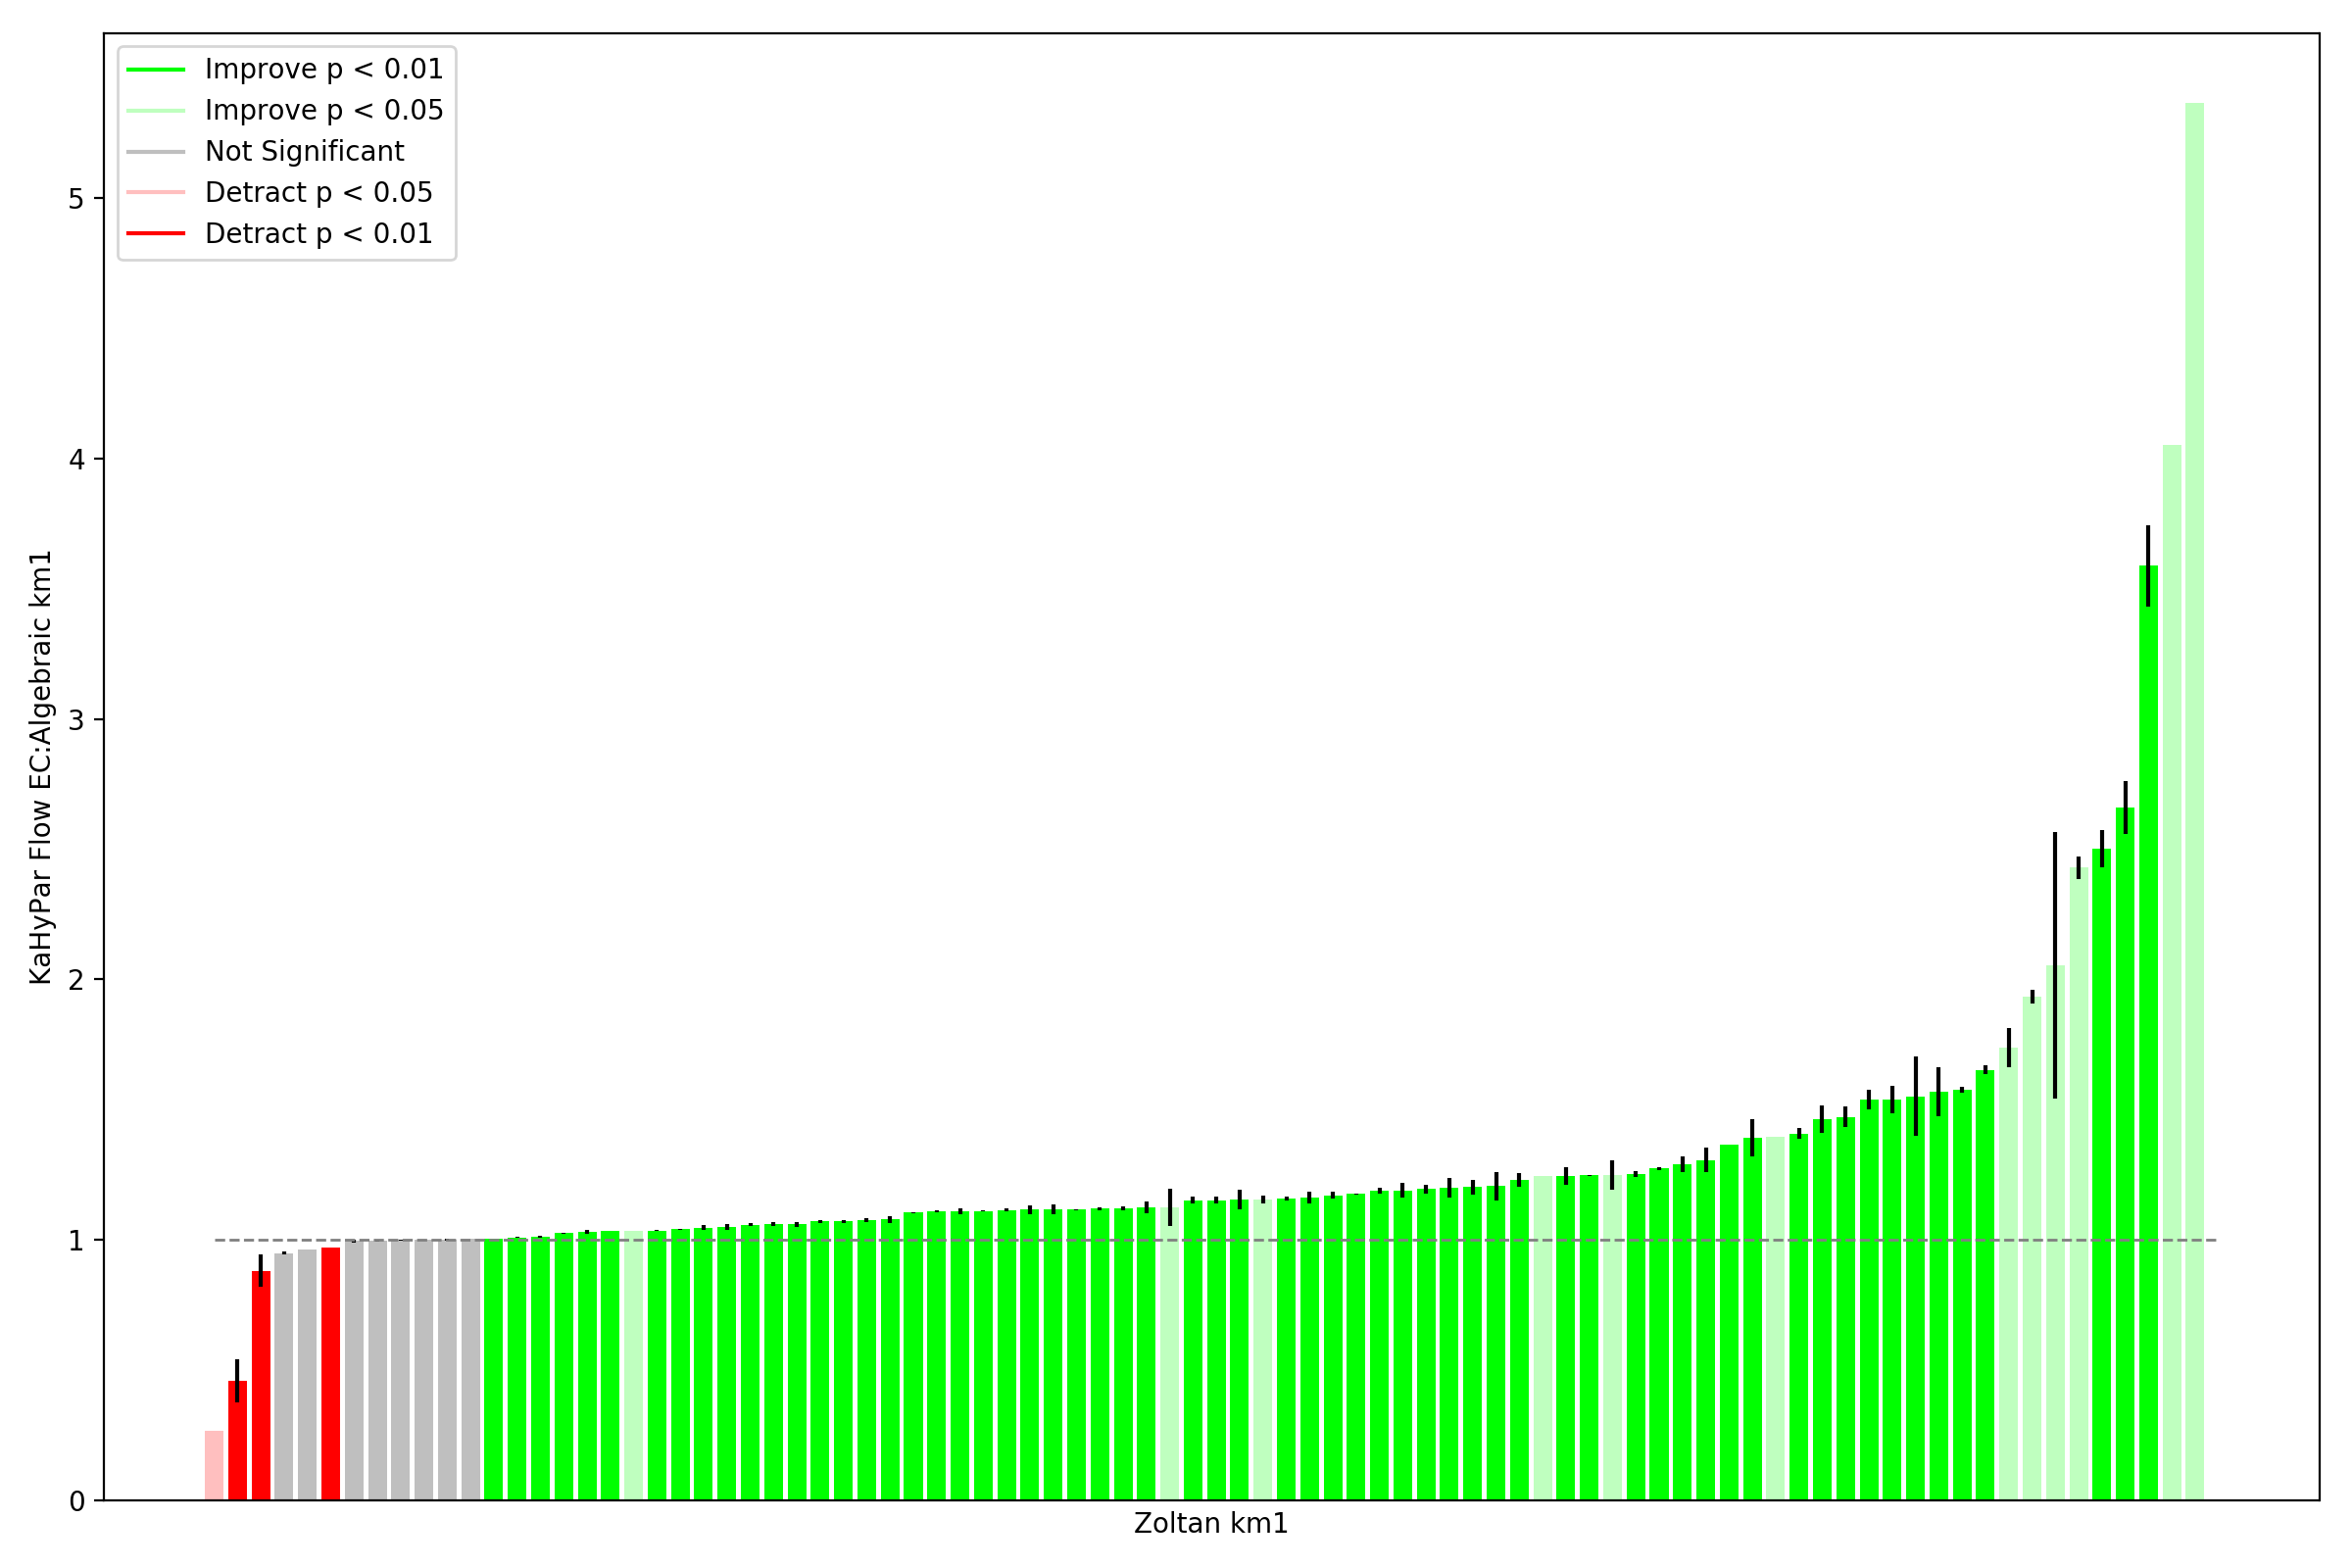 Improve p < 0.01
Improve p < 0.05
Not Significant
Detract p < 0.05
Detract p < 0.01
KaHyPar Flow EC:Algebraic km1
5
4
3
2
1
0
Zoltan km1